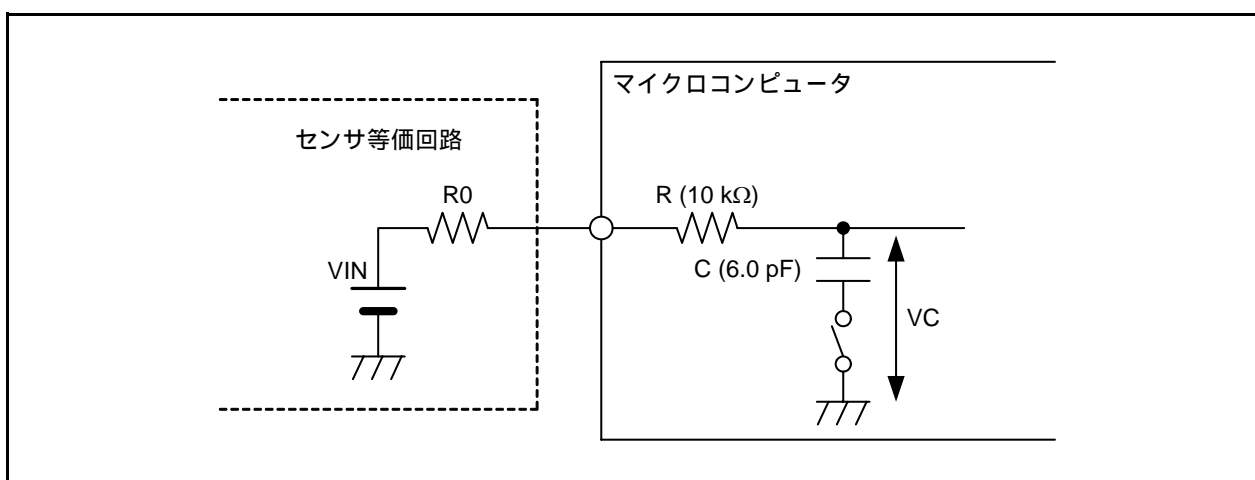 マイクロコンピュータ
センサ等価回路
R0
R (10 kΩ)
VIN
C (6.0 pF)
VC